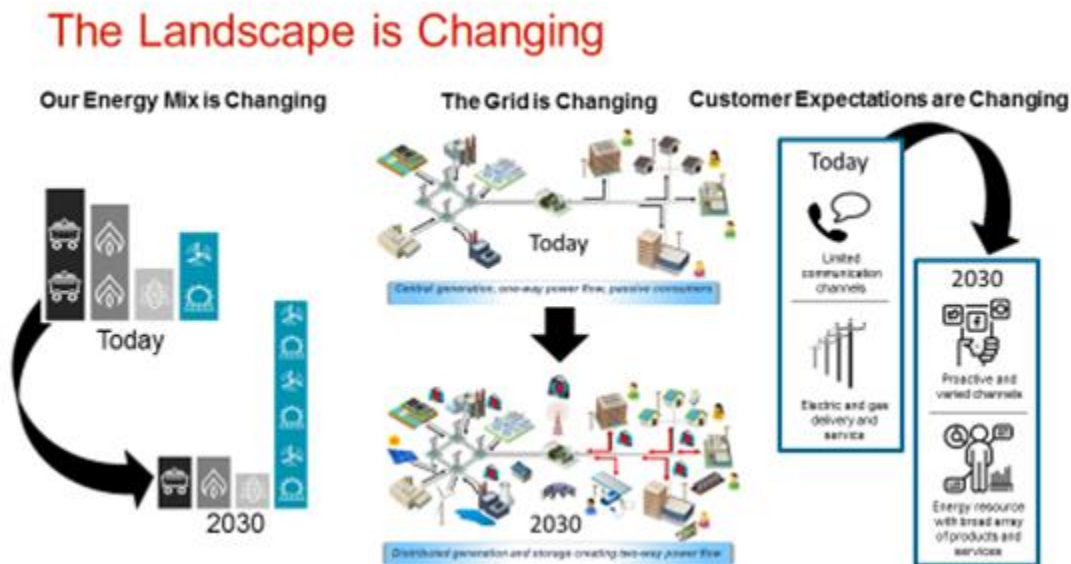 The Landscape is Changing
Our Energy Mix is Changing
Today
2030
The Grid is Changing
Today
Central generation, one-way power flow, passive consumers
2030
Distributed generation and storage creating two-way power flow
Customer Expectations are Changing
Today
Limited
communication
channels
Electric and gas
delivery and
service
2030
Proactive and
varied channels
Energy resource
with broad array
of products and
services